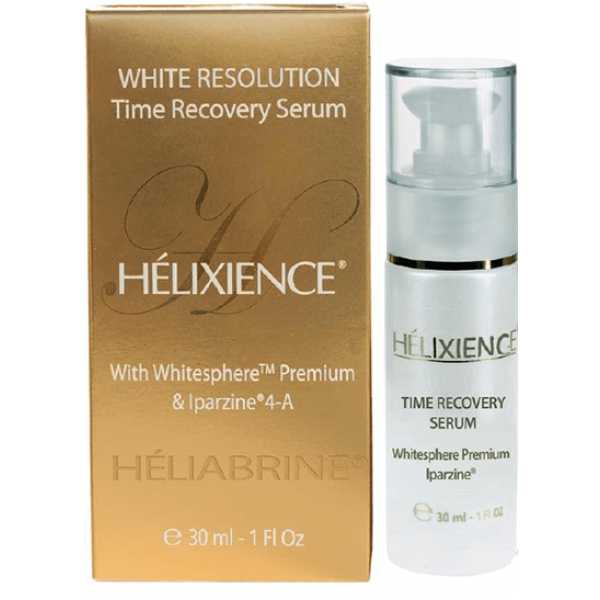 WHITE RESOLUTION
Time Recovery Serum
HÉLIXIENCE®
With Whitesphere™ Premium
& Iparzine®4-A
HÉLIABRINE®
℮ 30 ml - 1 Fl Oz
HÉLIXIENCE
TIME RECOVERY
SERUM
Whitesphere Premium
Iparzine®
℮ 30 ml - 1 Fl Oz